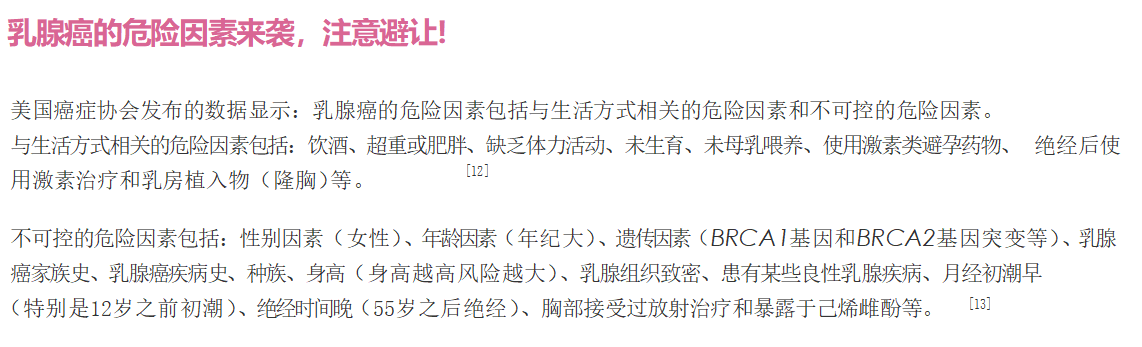 乳腺癌的危险因素来袭，注意避让!
美国癌症协会发布的数据显示：乳腺癌的危险因素包括与生活方式相关的危险因素和不可控的危险因素。
与生活方式相关的危险因素包括：饮酒、超重或肥胖、缺乏体力活动、未生育、未母乳喂养、使用激素类避孕药物、 绝经后使
用激素治疗和乳房植入物（隆胸）等。 [12]
不可控的危险因素包括：性别因素（女性）、年龄因素（年纪大）、遗传因素（BRCA1基因和BRCA2基因突变等）、乳腺
癌家族史、乳腺癌疾病史、种族、身高（身高越高风险越大）、乳腺组织致密、患有某些良性乳腺疾病、月经初潮早
（特别是12岁之前初潮）、绝经时间晚（55岁之后绝经）、胸部接受过放射治疗和暴露于己烯雌酚等。 [13]